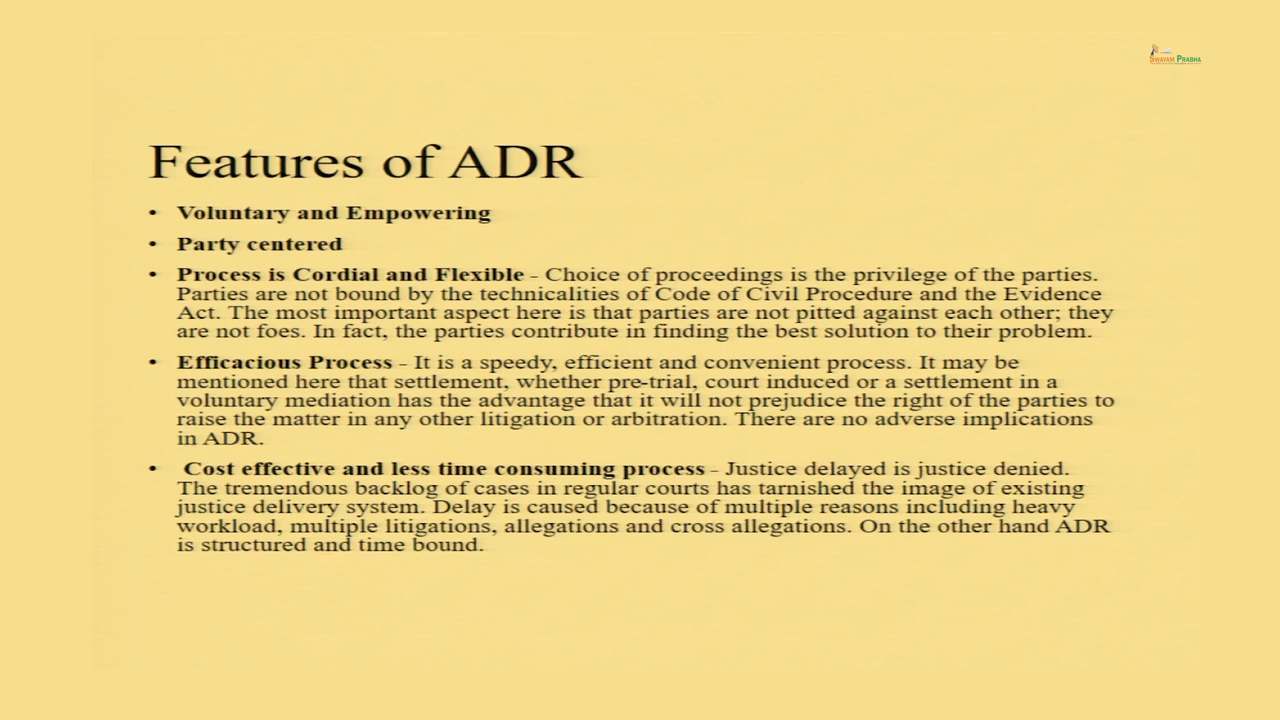 SWAYAM PRABHA
Features of ADR
• Voluntary and Empowering
• Party centered
• Process is Cordial and Flexible - Choice of proceedings is the privilege of the parties.
Parties are not bound by the technicalities of Code of Civil Procedure and the Evidence
Act. The most important aspect here is that parties are not pitted against each other; they
are not foes. In fact, the parties contribute in finding the best solution to their problem.
• Efficacious Process - It is a speedy, efficient and convenient process. It may be
mentioned here that settlement, whether pre-trial, court induced or a settlement in a
voluntary mediation has the advantage that it will not prejudice the right of the parties to
raise the matter in any other litigation or arbitration. There are no adverse implications
in ADR.
• Cost effective and less time consuming process - Justice delayed is justice denied.
The tremendous backlog of cases in regular courts has tarnished the image of existing
justice delivery system. Delay is caused because of multiple reasons including heavy
workload, multiple litigations, allegations and cross allegations. On the other hand ADR
is structured and time bound.